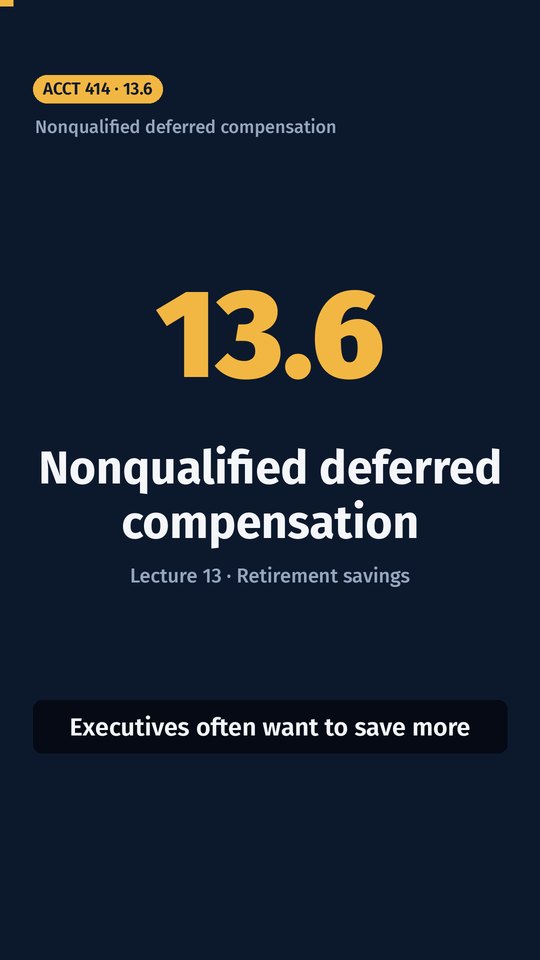 ACCT 414 · 13.6
Nonqualified deferred compensation
13.6
Nonqualified deferred
compensation
Lecture 13 · Retirement savings
Executives often want to save more